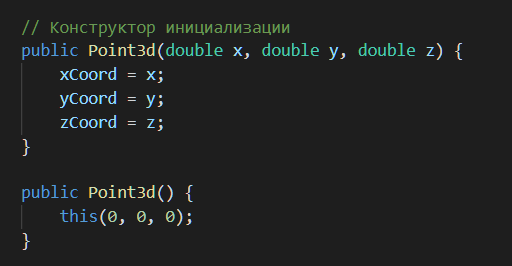 // Конструктор инициализации
public Point3d(double x, double y, double z) {
    xCoord = x;
    yCoord = y;
    zCoord = z;
}

public Point3d() {
    this(0, 0, 0);
}